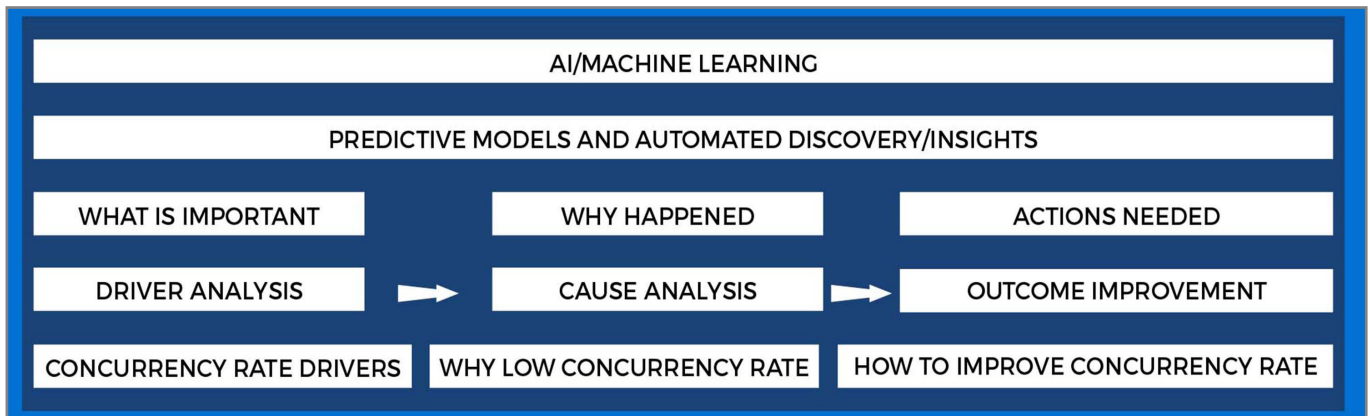 AI/MACHINE LEARNING
PREDICTIVE MODELS AND AUTOMATED DISCOVERY/INSIGHTS
WHAT IS IMPORTANT
WHY HAPPENED
ACTIONS NEEDED
DRIVER ANALYSIS
CAUSE ANALYSIS
OUTCOME IMPROVEMENT
CONCURRENCY RATE DRIVERS
WHY LOW CONCURRENCY RATE
HOW TO IMPROVE CONCURRENCY RATE